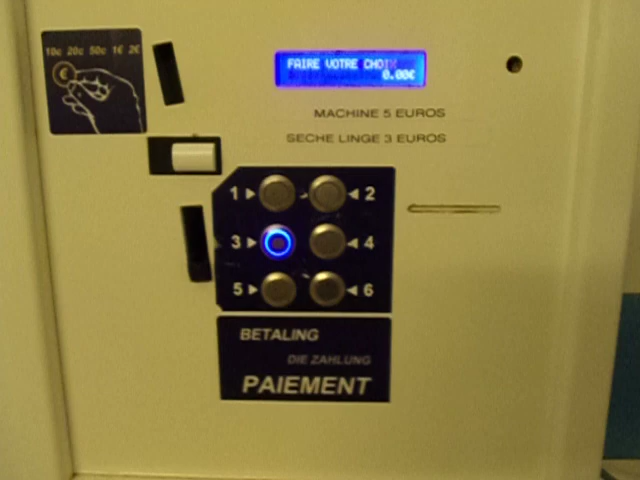 10c 20c 50c 1€ 2€
€
FAIRE VOTRE CHOIX
0.00€
MACHINE 5 EUROS
SECHE LINGE 3 EUROS
1 2
3 4
5 6
BETALING
DIE ZAHLUNG
PAIEMENT